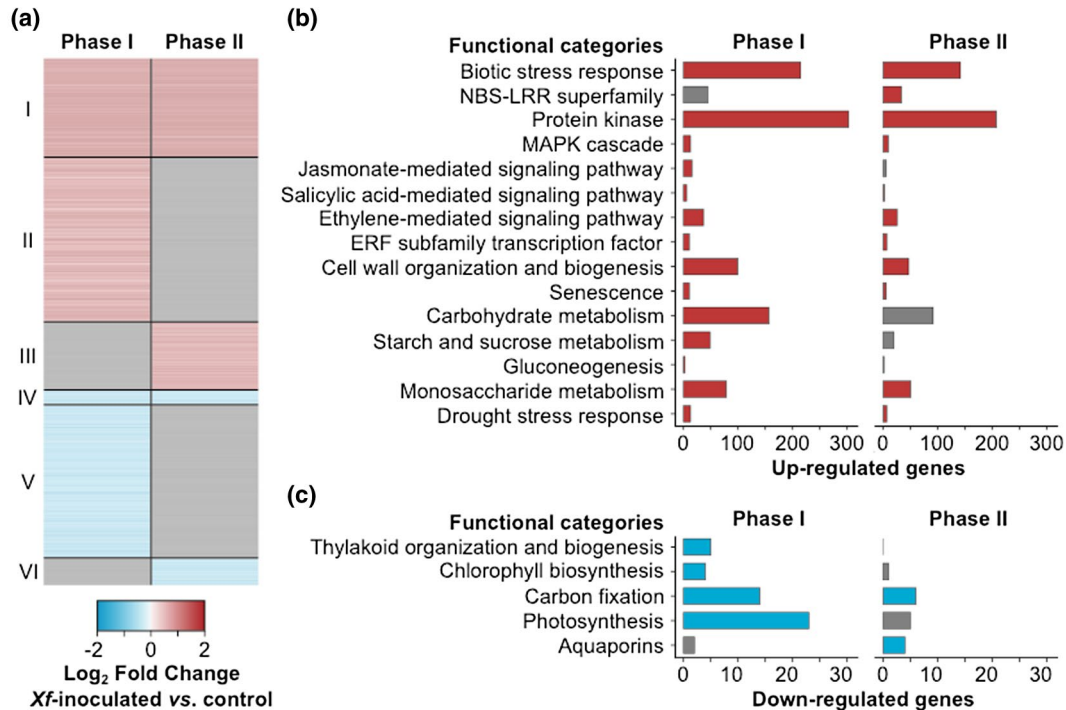 (a)
Phase I Phase II
I
II
III
IV
V
VI
-2 0 2
Log₂ Fold Change
Xf-inoculated vs. control
(b)
Functional categories Phase I Phase II
Biotic stress response
NBS-LRR superfamily
Protein kinase
MAPK cascade
Jasmonate-mediated signaling pathway
Salicylic acid-mediated signaling pathway
Ethylene-mediated signaling pathway
ERF subfamily transcription factor
Cell wall organization and biogenesis
Senescence
Carbohydrate metabolism
Starch and sucrose metabolism
Gluconeogenesis
Monosaccharide metabolism
Drought stress response
0 100 200 300 0 100 200 300
Up-regulated genes
(c)
Functional categories Phase I Phase II
Thylakoid organization and biogenesis
Chlorophyll biosynthesis
Carbon fixation
Photosynthesis
Aquaporins
0 10 20 30 0 10 20 30
Down-regulated genes